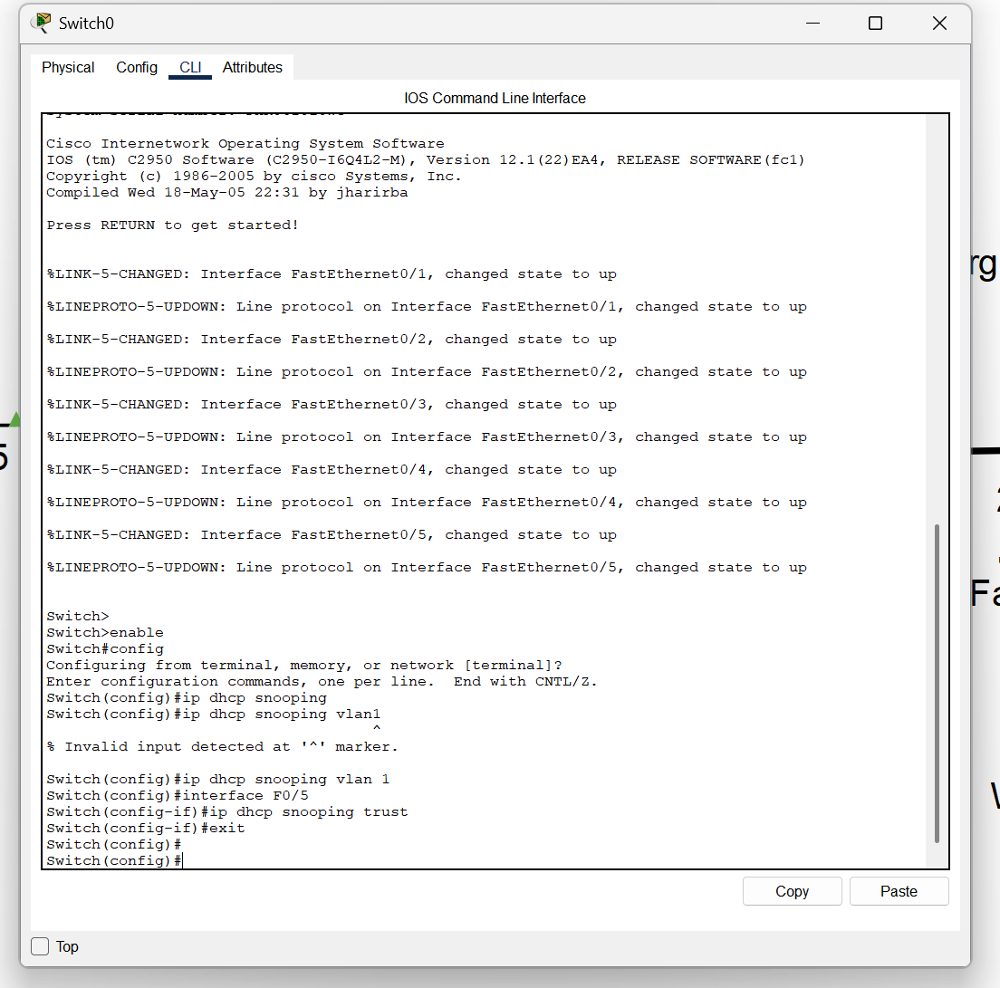 Switch0
Physical Config CLI Attributes
IOS Command Line Interface
Cisco Internetwork Operating System Software
IOS (tm) C2950 Software (C2950-I6Q4L2-M), Version 12.1(22)EA4, RELEASE SOFTWARE(fc1)
Copyright (c) 1986-2005 by cisco Systems, Inc.
Compiled Wed 18-May-05 22:31 by jharirba
Press RETURN to get started!
%LINK-5-CHANGED: Interface FastEthernet0/1, changed state to up
%LINEPROTO-5-UPDOWN: Line protocol on Interface FastEthernet0/1, changed state to up
%LINK-5-CHANGED: Interface FastEthernet0/2, changed state to up
%LINEPROTO-5-UPDOWN: Line protocol on Interface FastEthernet0/2, changed state to up
%LINK-5-CHANGED: Interface FastEthernet0/3, changed state to up
%LINEPROTO-5-UPDOWN: Line protocol on Interface FastEthernet0/3, changed state to up
%LINK-5-CHANGED: Interface FastEthernet0/4, changed state to up
%LINEPROTO-5-UPDOWN: Line protocol on Interface FastEthernet0/4, changed state to up
%LINK-5-CHANGED: Interface FastEthernet0/5, changed state to up
%LINEPROTO-5-UPDOWN: Line protocol on Interface FastEthernet0/5, changed state to up
Switch>
Switch>enable
Switch#config
Configuring from terminal, memory, or network [terminal]?
Enter configuration commands, one per line.  End with CNTL/Z.
Switch(config)#ip dhcp snooping
Switch(config)#ip dhcp snooping vlan1
^
% Invalid input detected at '^' marker.
Switch(config)#ip dhcp snooping vlan 1
Switch(config)#interface F0/5
Switch(config-if)#ip dhcp snooping trust
Switch(config-if)#exit
Switch(config)#
Switch(config)#
Copy Paste
Top
rg
5
Fa